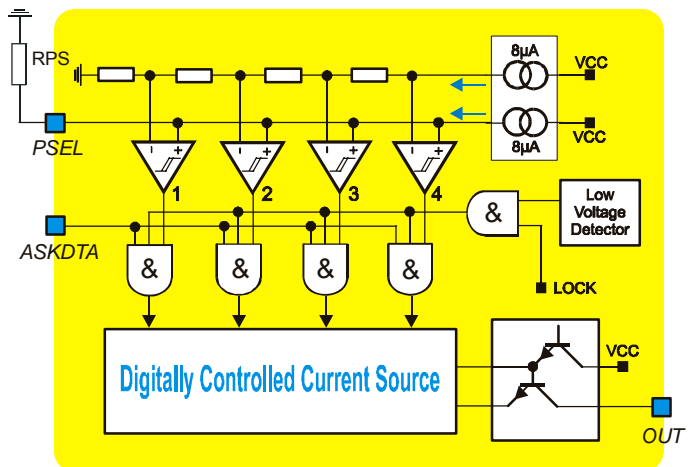 RPS
8µA
VCC
VCC
8µA
PSEL
- +
- +
- +
- +
1
2
3
4
&
Low
Voltage
Detector
ASKDTA
&
&
&
&
LOCK
Digitally Controlled Current Source
VCC
OUT